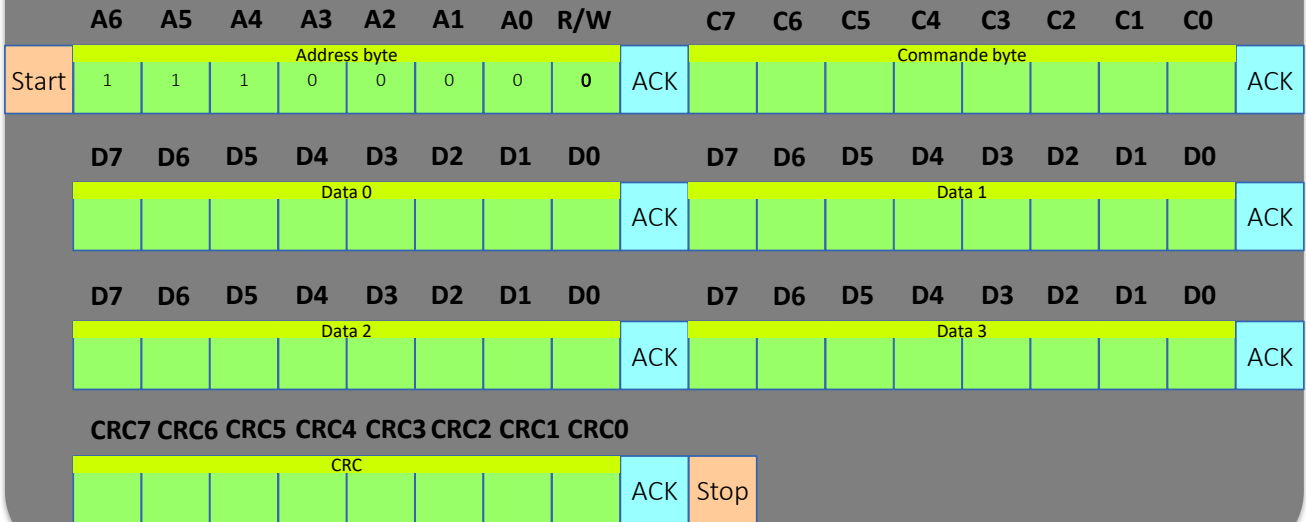 A6 A5 A4 A3 A2 A1 A0 R/W C7 C6 C5 C4 C3 C2 C1 C0
Address byte Commande byte
Start 1 1 1 0 0 0 0 0 ACK ACK
D7 D6 D5 D4 D3 D2 D1 D0 D7 D6 D5 D4 D3 D2 D1 D0
Data 0 Data 1
ACK ACK
D7 D6 D5 D4 D3 D2 D1 D0 D7 D6 D5 D4 D3 D2 D1 D0
Data 2 Data 3
ACK ACK
CRC7 CRC6 CRC5 CRC4 CRC3 CRC2 CRC1 CRC0
CRC
ACK Stop